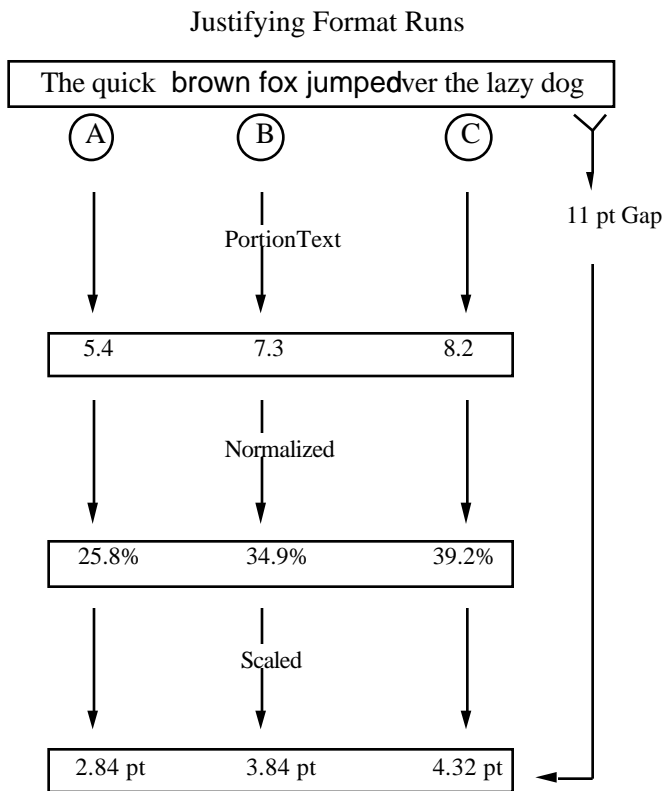 Justifying Format Runs
The quick brown fox jumpedver the lazy dog
A B C
11 pt Gap
PortionText
5.4 7.3 8.2
Normalized
25.8% 34.9% 39.2%
Scaled
2.84 pt 3.84 pt 4.32 pt